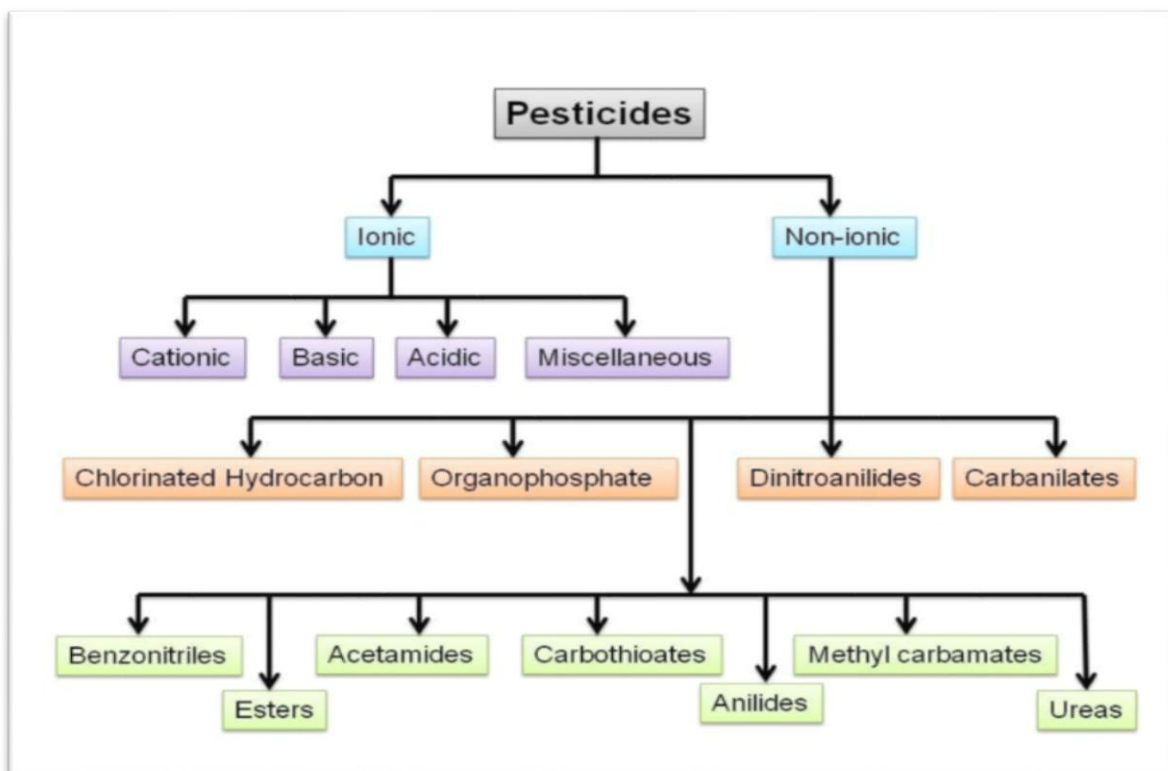 Pesticides
Ionic
Non-ionic
Cationic
Basic
Acidic
Miscellaneous
Chlorinated Hydrocarbon
Organophosphate
Dinitroanilides
Carbanilates
Benzonitriles
Acetamides
Carbothioates
Methyl carbamates
Esters
Anilides
Ureas